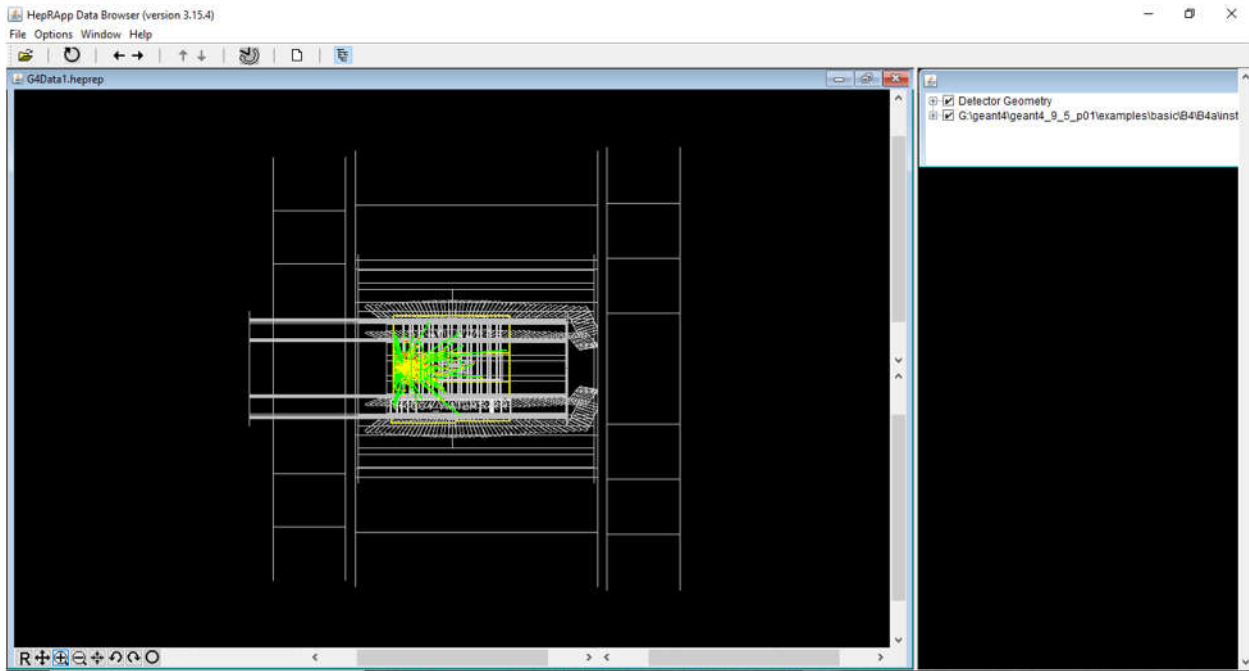 HepRApp Data Browser (version 3.15.4)
File Options Window Help
G4Data1.heprep
Detector Geometry
G:\geant4\geant4_9_5_p01\examples\basic\B4\B4a\inst
R